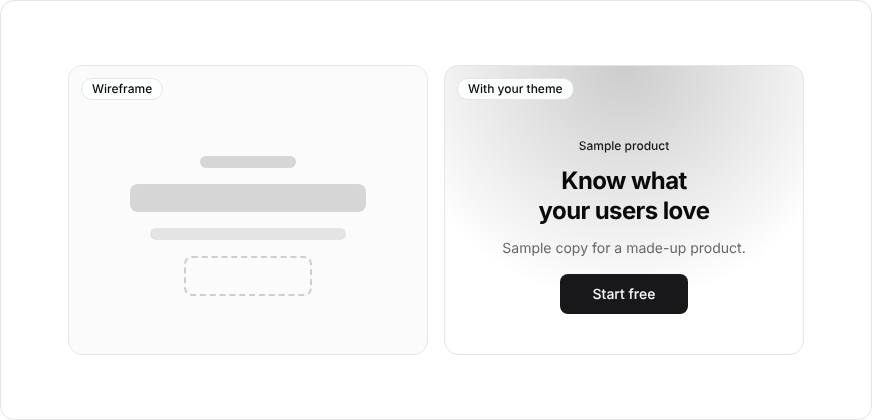 Wireframe
With your theme
Sample product
Know what
your users love
Sample copy for a made-up product.
Start free